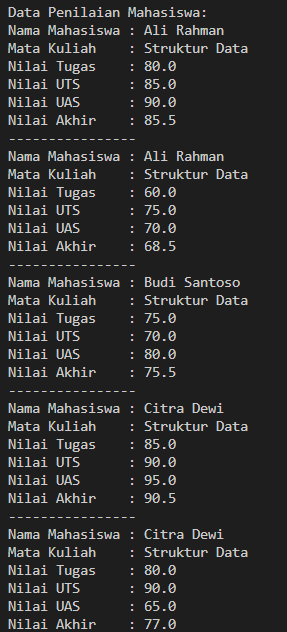 Data Penilaian Mahasiswa:
Nama Mahasiswa : Ali Rahman
Mata Kuliah    : Struktur Data
Nilai Tugas    : 80.0
Nilai UTS      : 85.0
Nilai UAS      : 90.0
Nilai Akhir    : 85.5
----------------
Nama Mahasiswa : Ali Rahman
Mata Kuliah    : Struktur Data
Nilai Tugas    : 60.0
Nilai UTS      : 75.0
Nilai UAS      : 70.0
Nilai Akhir    : 68.5
----------------
Nama Mahasiswa : Budi Santoso
Mata Kuliah    : Struktur Data
Nilai Tugas    : 75.0
Nilai UTS      : 70.0
Nilai UAS      : 80.0
Nilai Akhir    : 75.5
----------------
Nama Mahasiswa : Citra Dewi
Mata Kuliah    : Struktur Data
Nilai Tugas    : 85.0
Nilai UTS      : 90.0
Nilai UAS      : 95.0
Nilai Akhir    : 90.5
----------------
Nama Mahasiswa : Citra Dewi
Mata Kuliah    : Struktur Data
Nilai Tugas    : 80.0
Nilai UTS      : 90.0
Nilai UAS      : 65.0
Nilai Akhir    : 77.0